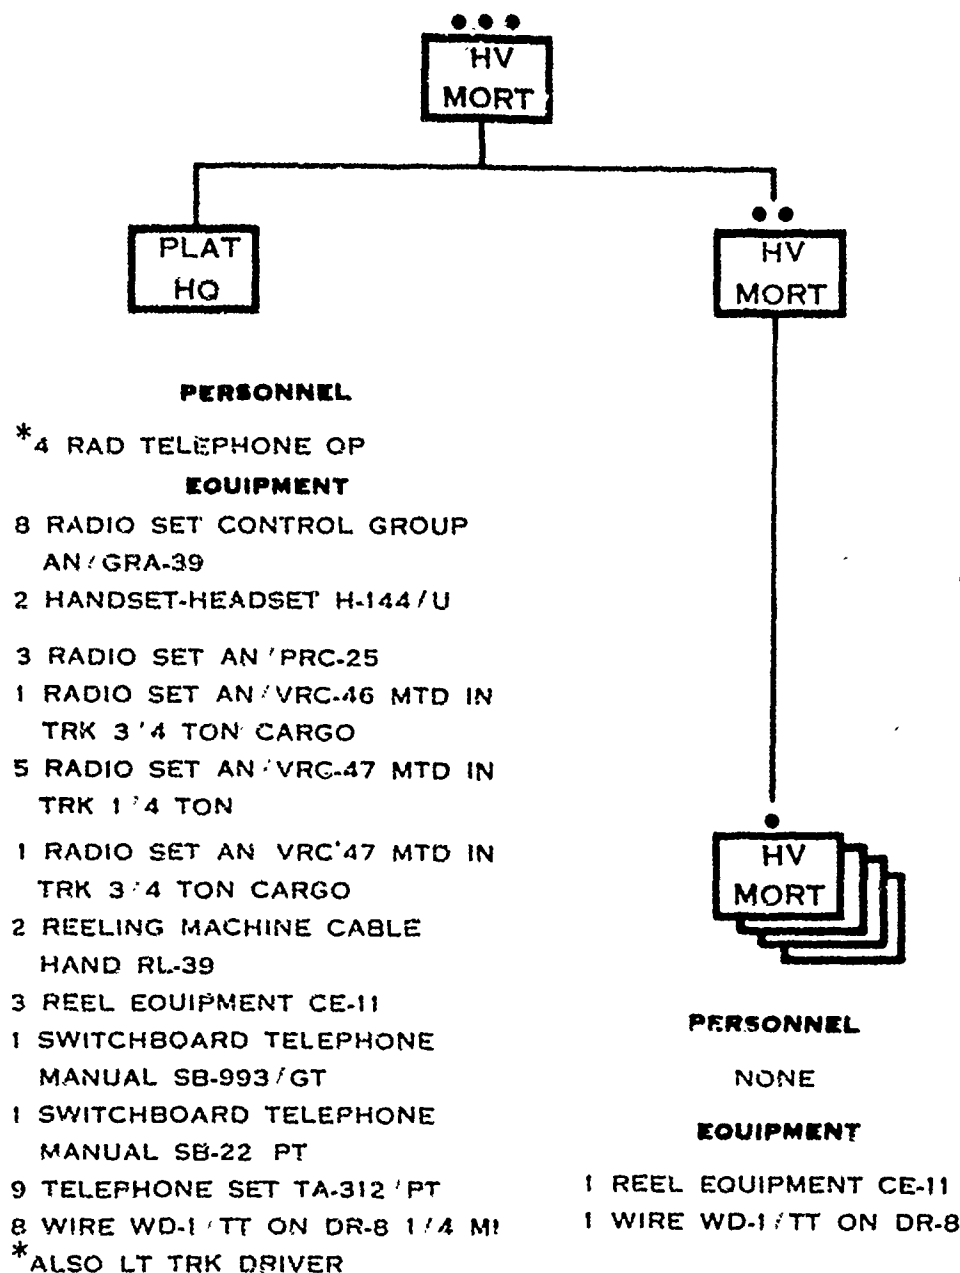 HV
MORT
PLAT
HQ
HV
MORT
PERSONNEL
*4 RAD TELEPHONE OP
EQUIPMENT
8 RADIO SET CONTROL GROUP
AN/GRA-39
2 HANDSET-HEADSET H-144/U
3 RADIO SET AN/PRC-25
1 RADIO SET AN/VRC-46 MTD IN
TRK 3/4 TON CARGO
5 RADIO SET AN/VRC-47 MTD IN
TRK 1/4 TON
1 RADIO SET AN VRC'47 MTD IN
TRK 3/4 TON CARGO
2 REELING MACHINE CABLE
HAND RL-39
3 REEL EQUIPMENT CE-11
1 SWITCHBOARD TELEPHONE
MANUAL SB-993/GT
1 SWITCHBOARD TELEPHONE
MANUAL SB-22 PT
9 TELEPHONE SET TA-312/PT
8 WIRE WD-1/TT ON DR-8 1/4 MI
*ALSO LT TRK DRIVER
HV
MORT
PERSONNEL
NONE
EQUIPMENT
1 REEL EQUIPMENT CE-11
1 WIRE WD-1/TT ON DR-8